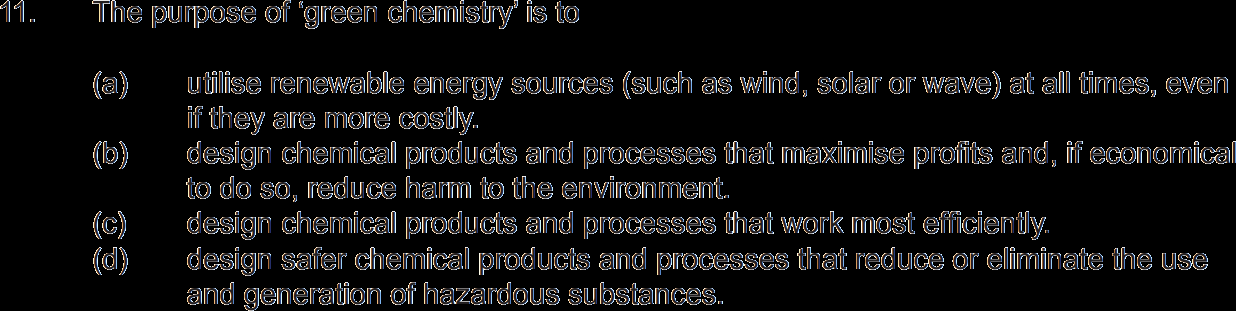 11. The purpose of ‘green chemistry’ is to
(a) utilise renewable energy sources (such as wind, solar or wave) at all times, even
if they are more costly.
(b) design chemical products and processes that maximise profits and, if economical
to do so, reduce harm to the environment.
(c) design chemical products and processes that work most efficiently.
(d) design safer chemical products and processes that reduce or eliminate the use
and generation of hazardous substances.